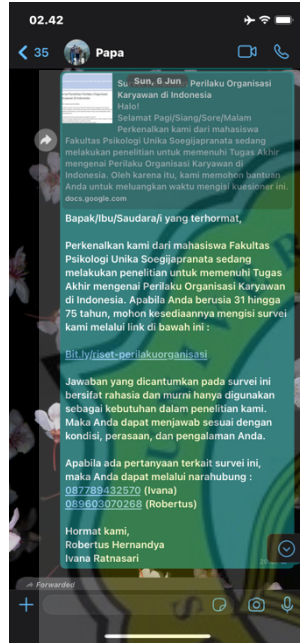 02.42
35
Papa
Sun, 6 Jun
Perilaku Organisasi
Karyawan di Indonesia
Halo!
Selamat Pagi/Siang/Sore/Malam
Perkenalkan kami dari mahasiswa
Fakultas Psikologi Unika Soegijapranata sedang
melakukan penelitian untuk memenuhi Tugas Akhir
mengenai Perilaku Organisasi Karyawan di
Indonesia. Oleh karena itu, kami memohon bantuan
Anda untuk meluangkan waktu mengisi kuesioner ini.
docs.google.com
Bapak/Ibu/Saudara/i yang terhormat,
Perkenalkan kami dari mahasiswa Fakultas
Psikologi Unika Soegijapranata sedang
melakukan penelitian untuk memenuhi Tugas
Akhir mengenai Perilaku Organisasi Karyawan
di Indonesia. Apabila Anda berusia 31 hingga
75 tahun, mohon kesediaannya mengisi survei
kami melalui link di bawah ini :
Bit.ly/riset-perilakuorganisasi
Jawaban yang dicantumkan pada survei ini
bersifat rahasia dan murni hanya digunakan
sebagai kebutuhan dalam penelitian kami.
Maka Anda dapat menjawab sesuai dengan
kondisi, perasaan, dan pengalaman Anda.
Apabila ada pertanyaan terkait survei ini,
maka Anda dapat melalui narahubung :
087789432570 (Ivana)
089603070268 (Robertus)
Hormat kami,
Robertus Hernandya
Ivana Ratnasari
Forwarded